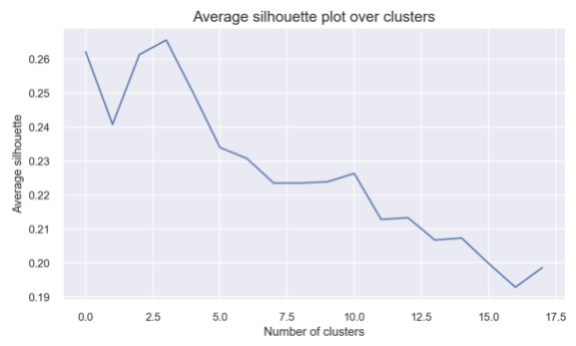 Average silhouette plot over clusters
Average silhouette
0.26
0.25
0.24
0.23
0.22
0.21
0.20
0.19
0.0 2.5 5.0 7.5 10.0 12.5 15.0 17.5
Number of clusters